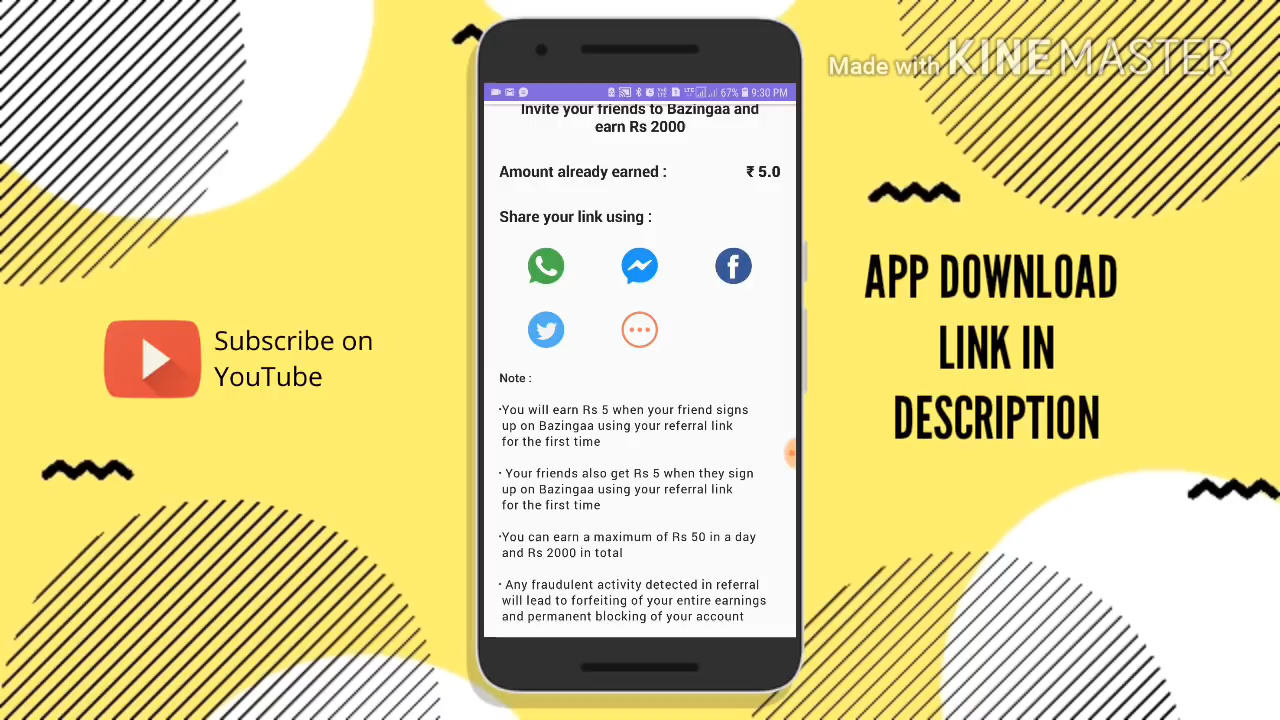 Made with KINEMASTER
67% 9:30 PM
Invite your friends to Bazingaa and
earn Rs 2000
Amount already earned : ₹ 5.0
Share your link using :
Note :
·You will earn Rs 5 when your friend signs
up on Bazingaa using your referral link
for the first time
· Your friends also get Rs 5 when they sign
up on Bazingaa using your referral link
for the first time
·You can earn a maximum of Rs 50 in a day
and Rs 2000 in total
· Any fraudulent activity detected in referral
will lead to forfeiting of your entire earnings
and permanent blocking of your account
Subscribe on
YouTube
APP DOWNLOAD
LINK IN
DESCRIPTION